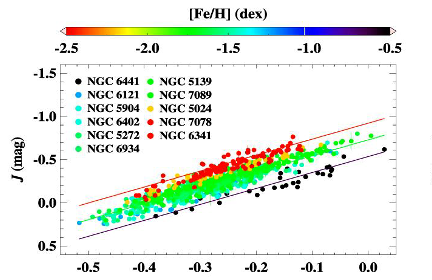 [Fe/H] (dex)
-2.5 -2.0 -1.5 -1.0 -0.5
-1.5
-1.0
-0.5
0.0
0.5
J (mag)
NGC 6441 NGC 5139
NGC 6121 NGC 7089
NGC 5904 NGC 5024
NGC 6402 NGC 7078
NGC 5272 NGC 6341
NGC 6934
-0.5 -0.4 -0.3 -0.2 -0.1 0.0